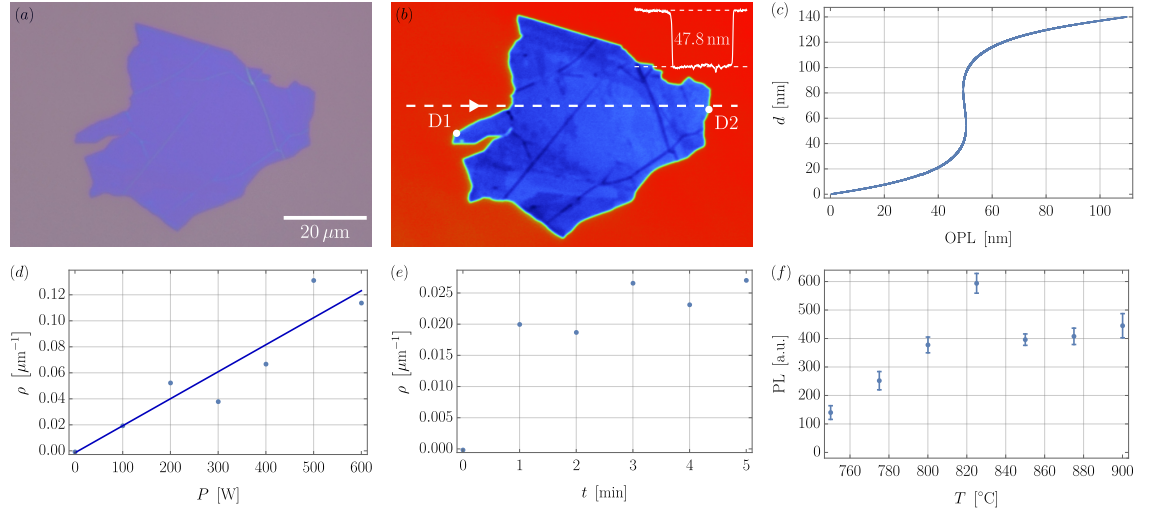 (a)
20 μm
(b)
47.8 nm
D1
D2
(c)
140
120
100
80
60
40
20
0
d [nm]
0 20 40 60 80 100
OPL [nm]
(d)
0.12
0.10
0.08
0.06
0.04
0.02
0.00
ρ [μm⁻¹]
0 100 200 300 400 500 600
P [W]
(e)
0.025
0.020
0.015
0.010
0.005
0.000
ρ [μm⁻¹]
0 1 2 3 4 5
t [min]
(f)
600
500
400
300
200
100
0
PL [a.u.]
760 780 800 820 840 860 880 900
T [°C]